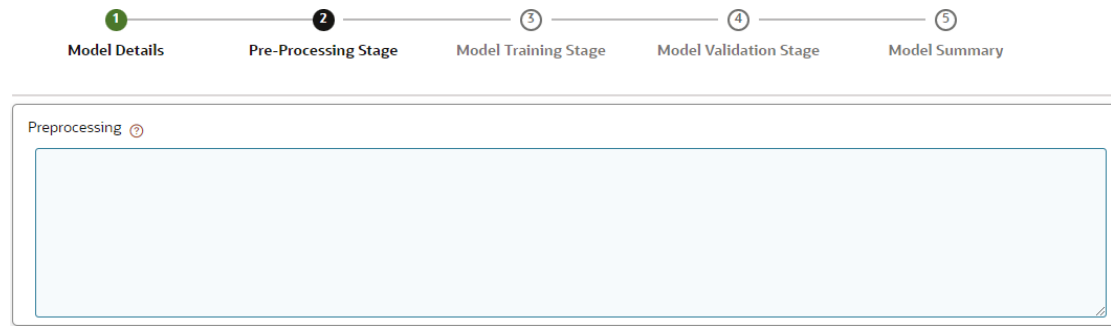 1 2 3 4 5
Model Details Pre-Processing Stage Model Training Stage Model Validation Stage Model Summary
Preprocessing ?